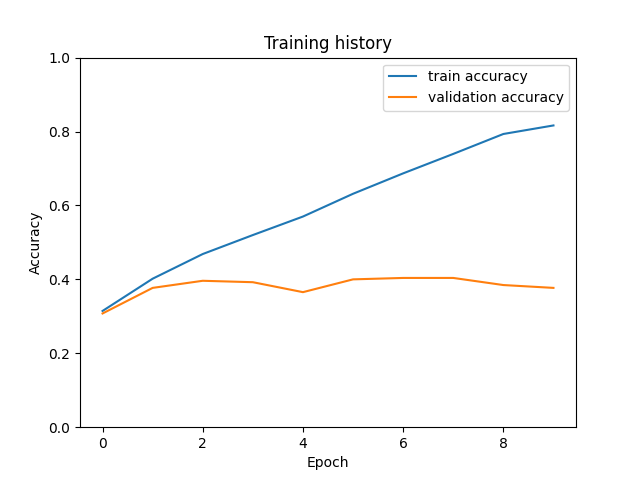 Training history
train accuracy
validation accuracy
1.0
0.8
0.6
0.4
0.2
0.0
Accuracy
0 2 4 6 8
Epoch